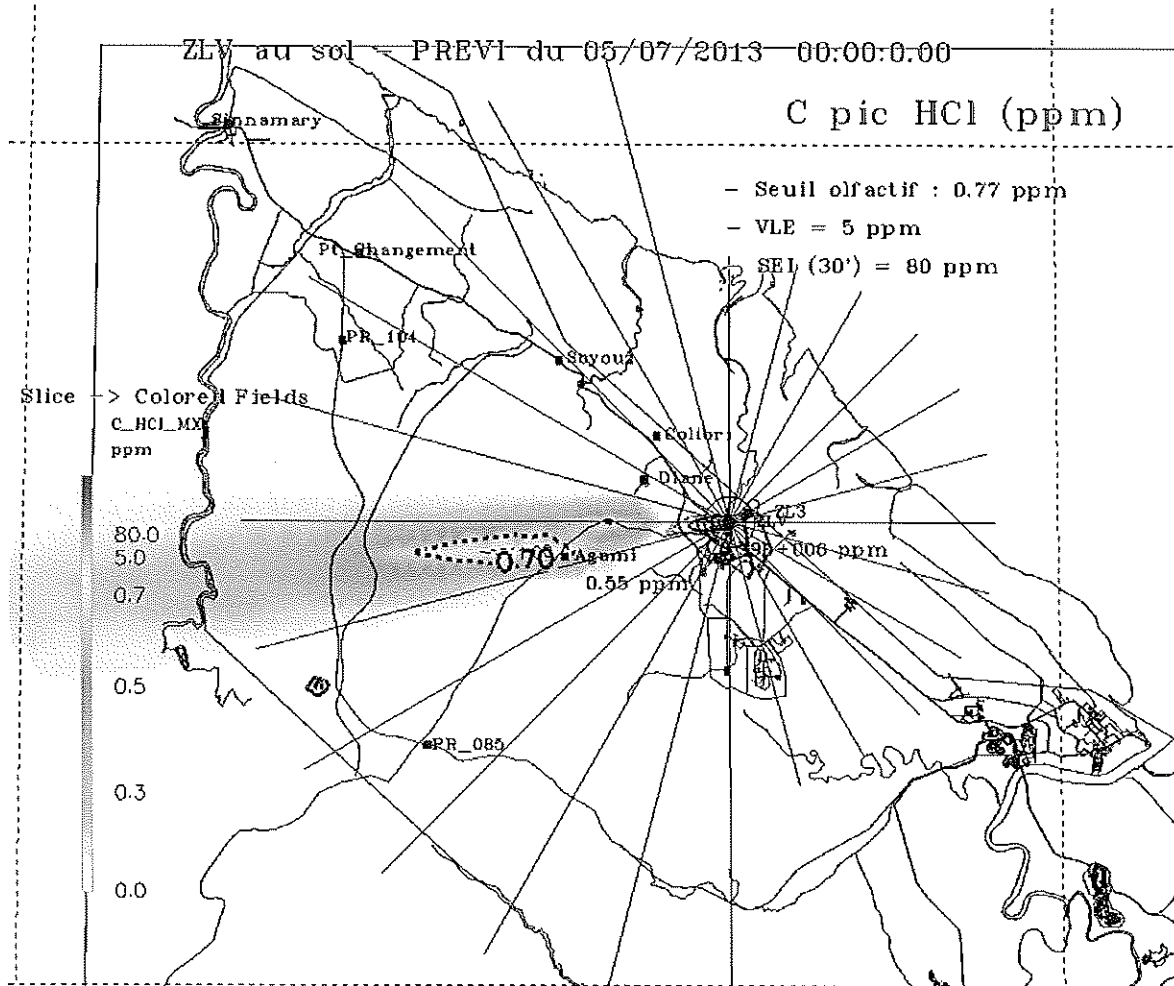 ZLV au sol - PREVI du 05/07/2013 00:00:0.00
C pic HCl (ppm)
- Seuil olfactif : 0.77 ppm
- VLE = 5 ppm
SEI (30') = 80 ppm
Sinnamary
Pt_Changement
PR_104
Soyouz
Slice -> Colored Fields
C_HCl_MX
ppm
Colibri
Diane
ZL3
ZLV
80.0
5.0
0.7
0.5
0.3
0.0
0.70
Agami
0.55 ppm
+006 ppm
PR_085